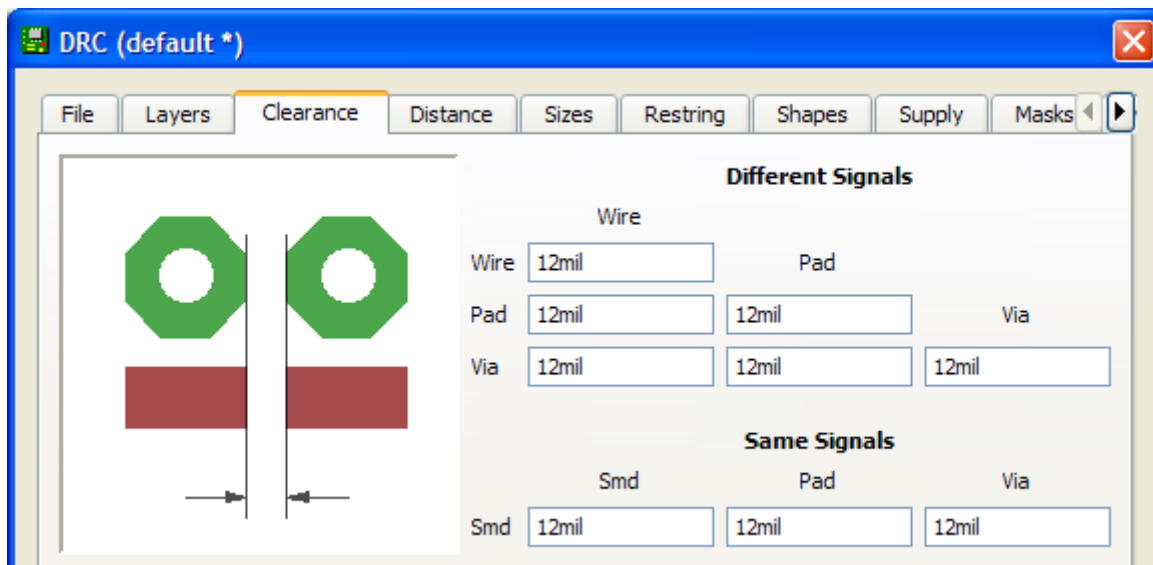 DRC (default *)
File Layers Clearance Distance Sizes Restring Shapes Supply Masks
Different Signals
Wire
Wire 12mil Pad
Pad 12mil 12mil Via
Via 12mil 12mil 12mil
Same Signals
Smd Pad Via
Smd 12mil 12mil 12mil